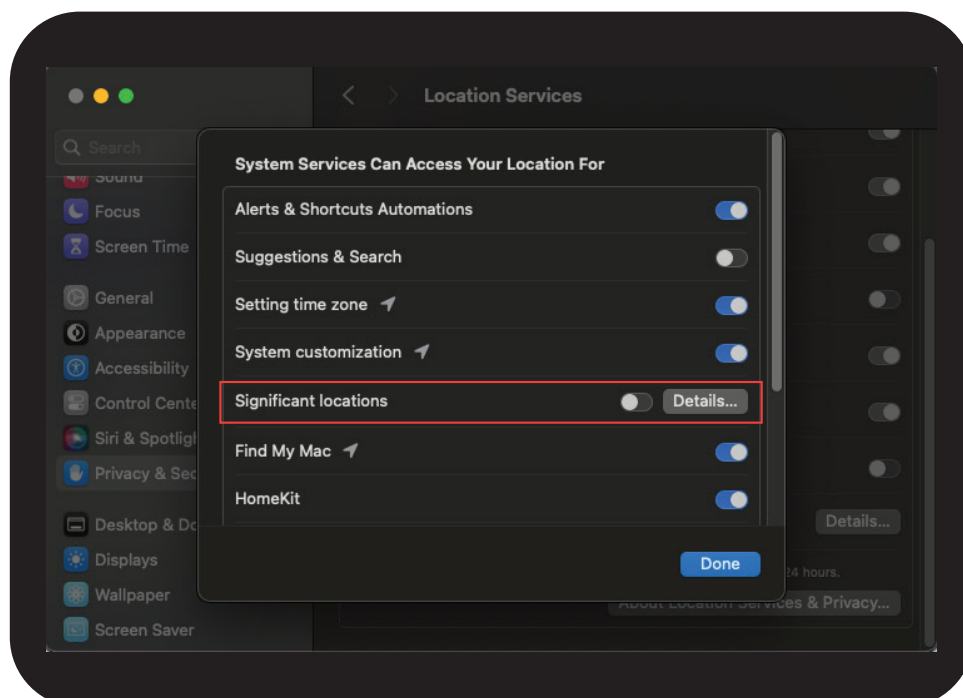 Location Services
Search
Sound
Focus
Screen Time
General
Appearance
Accessibility
Control Cente
Siri & Spotligh
Privacy & Sec
Desktop & Do
Displays
Wallpaper
Screen Saver
System Services Can Access Your Location For
Alerts & Shortcuts Automations
Suggestions & Search
Setting time zone
System customization
Significant locations
Details...
Find My Mac
HomeKit
Done
Details...
24 hours.
About Location Services & Privacy...